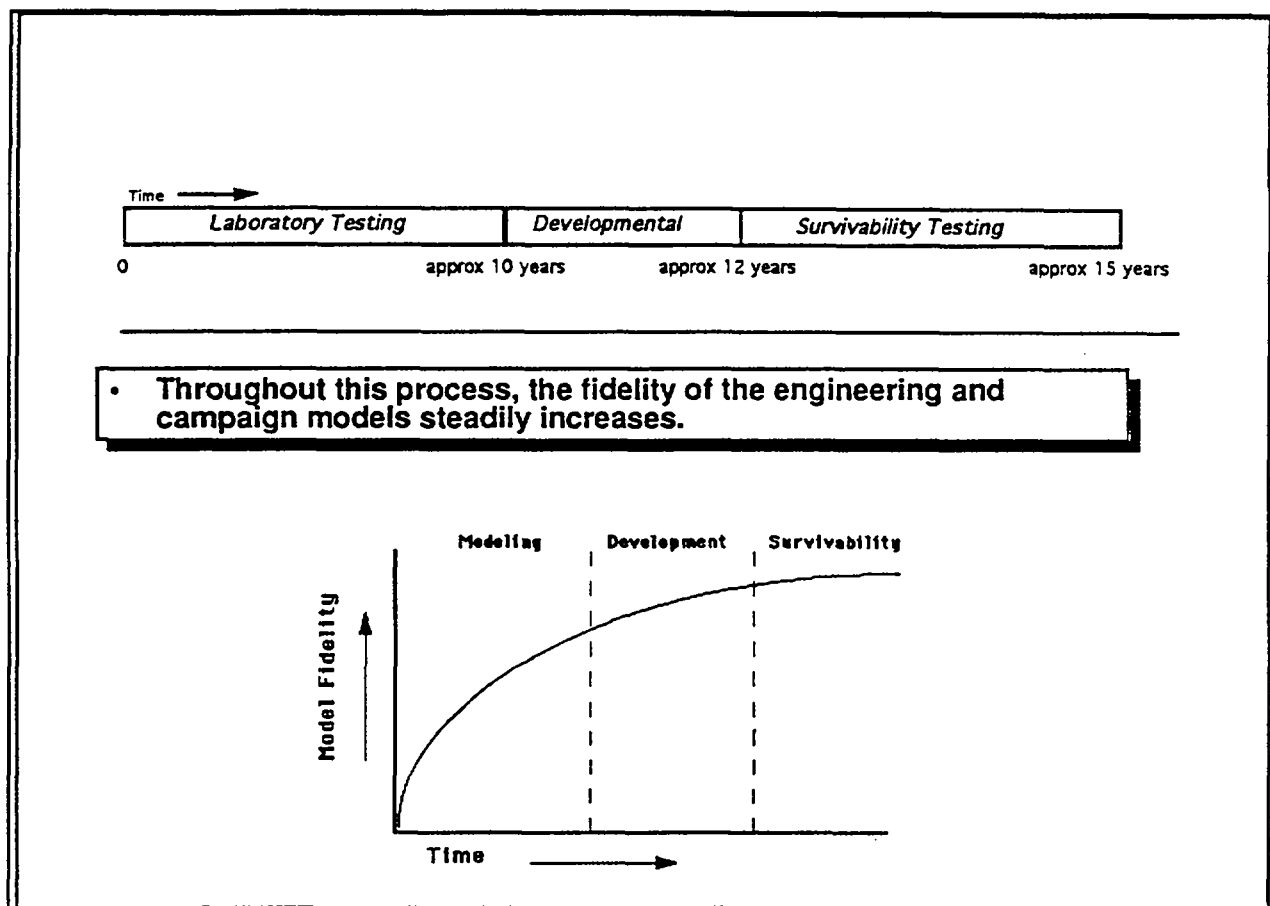 Time
Laboratory Testing Developmental Survivability Testing
0 approx 10 years approx 12 years approx 15 years
• Throughout this process, the fidelity of the engineering and
campaign models steadily increases.
Modeling Development Survivability
Model Fidelity
Time